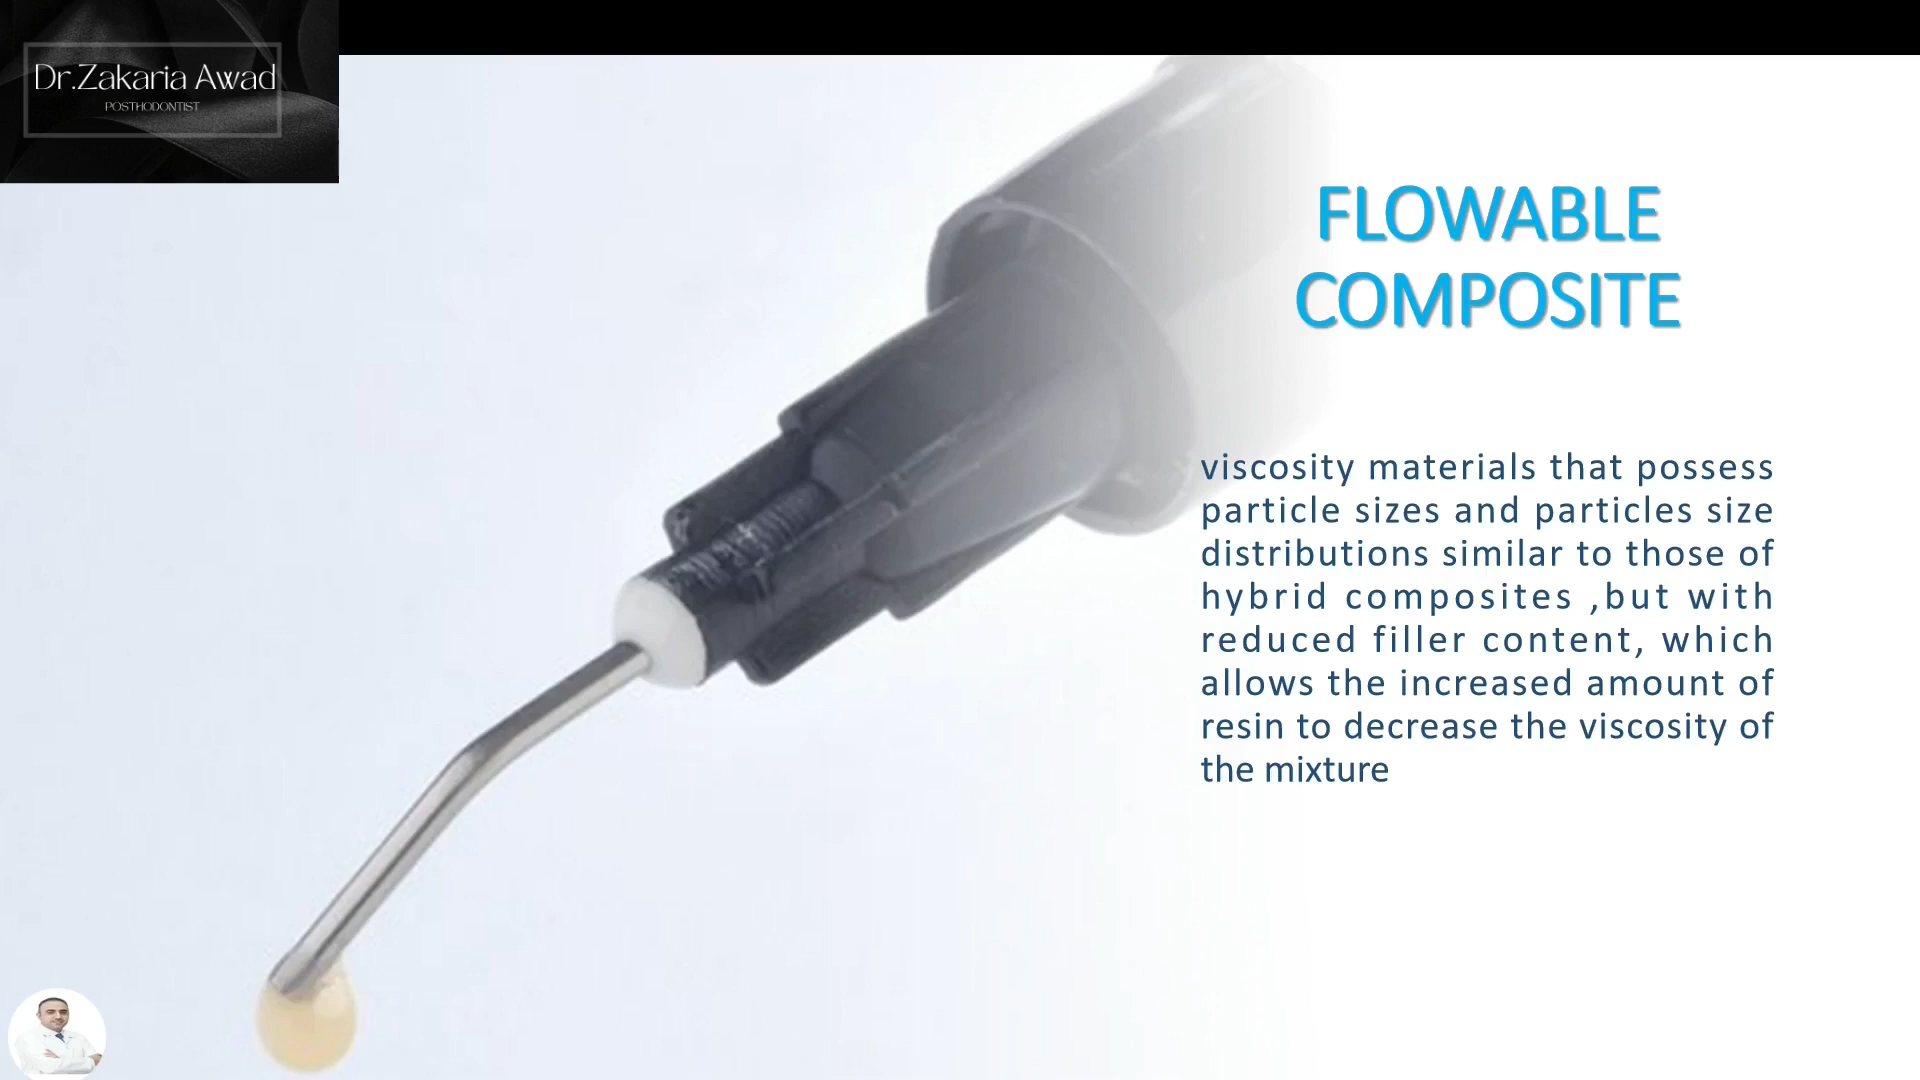 Dr.Zakaria Awad
POSTHODONTIST
FLOWABLE
COMPOSITE
viscosity materials that possess
particle sizes and particles size
distributions similar to those of
hybrid composites ,but with
reduced filler content, which
allows the increased amount of
resin to decrease the viscosity of
the mixture